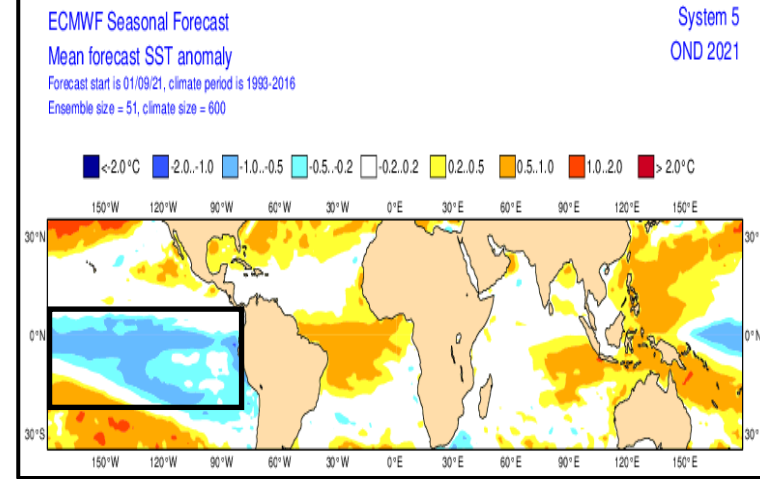 ECMWF Seasonal Forecast
System 5
Mean forecast SST anomaly
OND 2021
Forecast start is 01/09/21, climate period is 1993-2016
Ensemble size = 51, climate size = 600
<-2.0°C -2.0..-1.0 -1.0..-0.5 -0.5..-0.2 -0.2..0.2 0.2..0.5 0.5..1.0 1.0..2.0 > 2.0°C
150°W 120°W 90°W 60°W 30°W 0°E 30°E 60°E 90°E 120°E 150°E
30°N 30°
0°N 0°N
30°S 30°
150°W 120°W 90°W 60°W 30°W 0°E 30°E 60°E 90°E 120°E 150°E